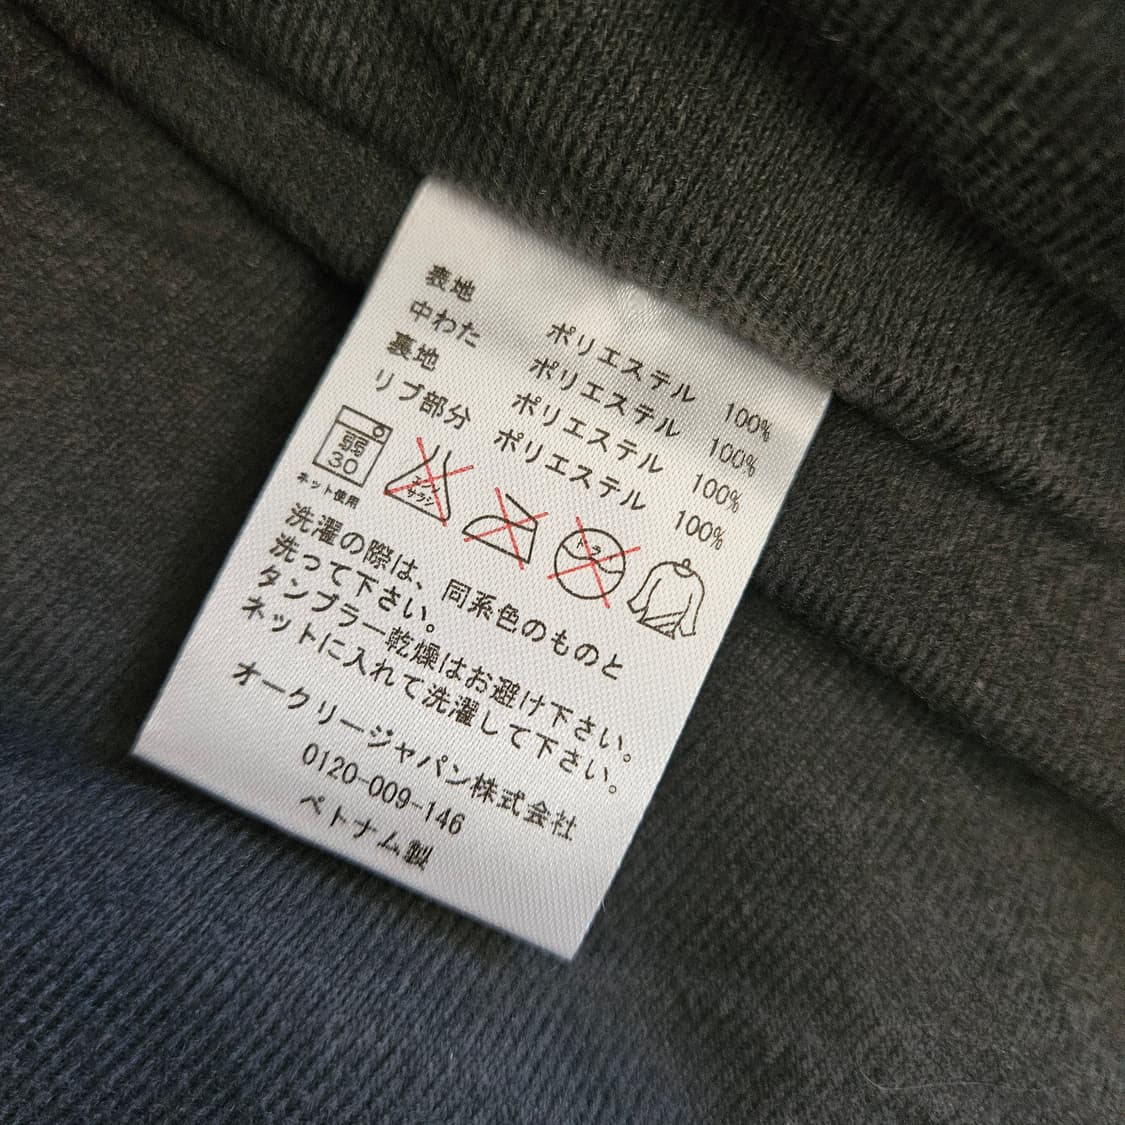 表地 ポリエステル 100%
中わた ポリエステル 100%
裏地 ポリエステル 100%
リブ部分 ポリエステル 100%
弱
30
ネット使用
エンソ
サラシ
ドライ
洗濯の際は、同系色のものと
洗って下さい。
タンブラー乾燥はお避け下さい。
ネットに入れて洗濯して下さい。
オークリージャパン株式会社
0120-009-146
ベトナム製